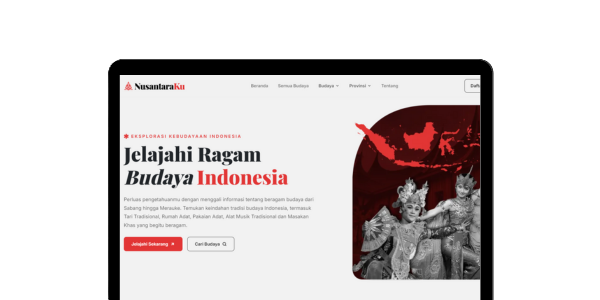 NusantaraKu
Beranda Semua Budaya Budaya Provinsi Tentang Dafta
EKSPLORASI KEBUDAYAAN INDONESIA
Jelajahi Ragam
Budaya Indonesia
Perluas pengetahuanmu dengan menggali informasi tentang beragam budaya dari
Sabang hingga Merauke. Temukan keindahan tradisi budaya Indonesia, termasuk
Tari Tradisional, Rumah Adat, Pakaian Adat, Alat Musik Tradisional dan Masakan
Khas yang begitu beragam.
Jelajahi Sekarang Cari Budaya